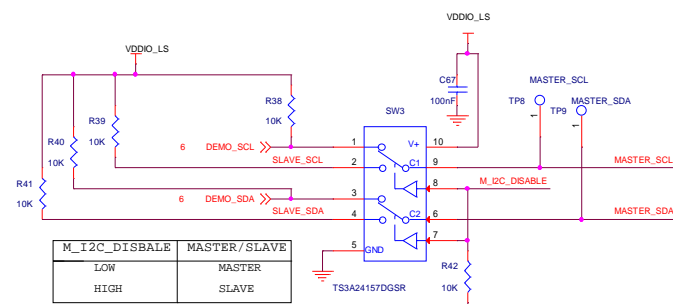 VDDIO_LS
VDDIO_LS
C67
100nF
MASTER_SCL
TP8
MASTER_SDA
TP9
1
1
R38
10K
R39
10K
R40
10K
R41
10K
SW3
6 DEMO_SCL
1
V+
10
SLAVE_SCL
2
C1
9
MASTER_SCL
8
M_I2C_DISABLE
6 DEMO_SDA
3
SLAVE_SDA
4
C2
6
MASTER_SDA
5
GND
7
TS3A24157DGSR
R42
10K
M_I2C_DISBALE MASTER/SLAVE
LOW MASTER
HIGH SLAVE